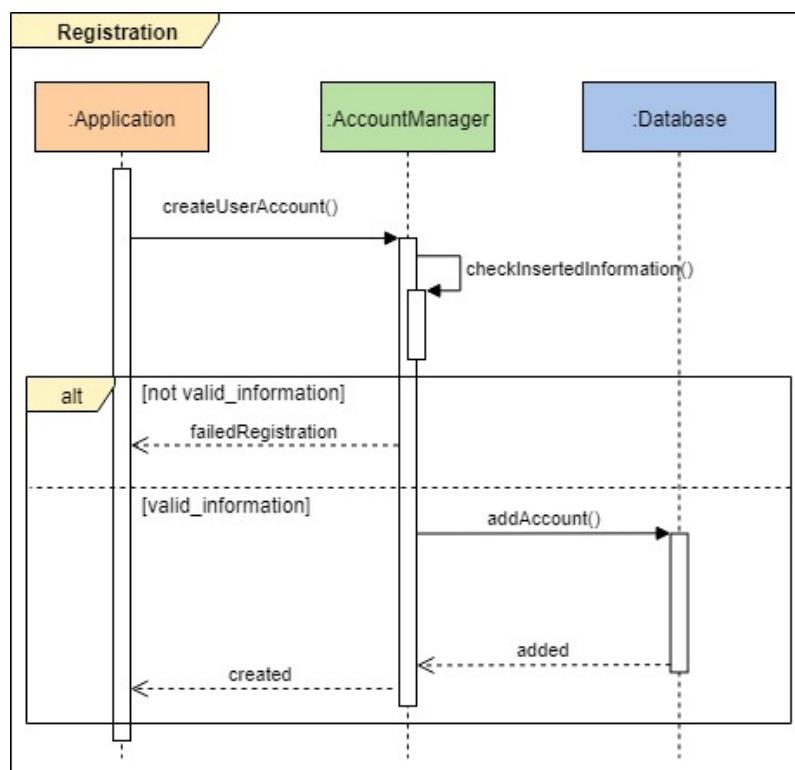 Registration
:Application
:AccountManager
:Database
createUserAccount()
checkInsertedInformation()
alt
[not valid_information]
failedRegistration
[valid_information]
addAccount()
added
created